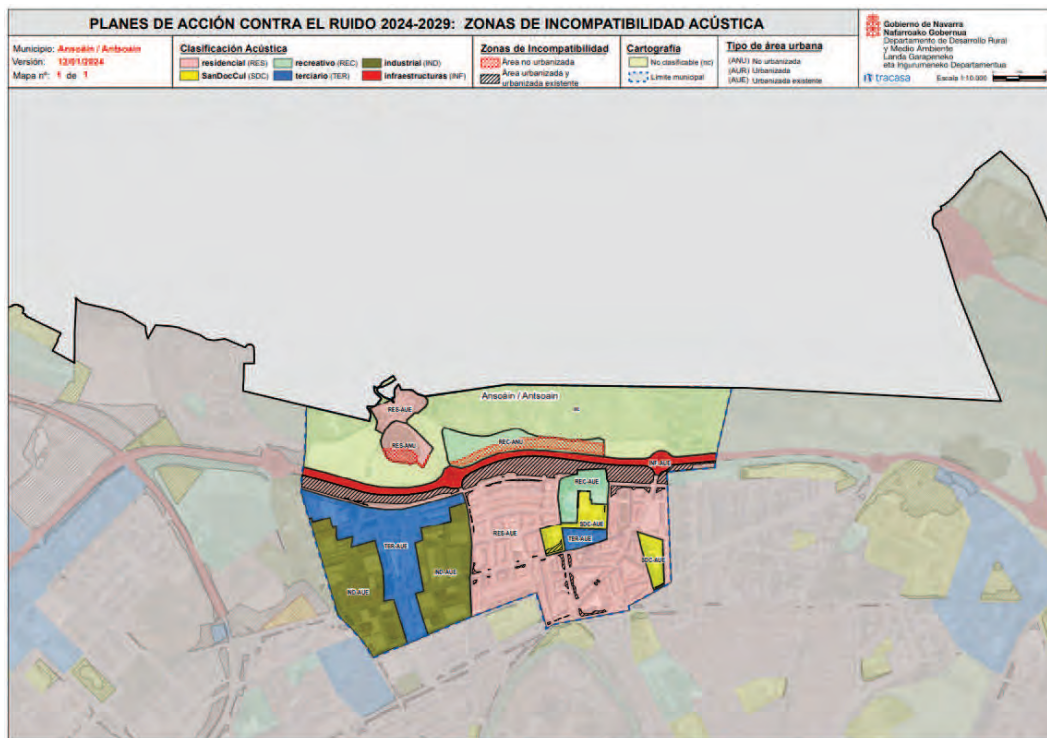 PLANES DE ACCIÓN CONTRA EL RUIDO 2024-2029: ZONAS DE INCOMPATIBILIDAD ACÚSTICA
Municipio: Ansoáin / Antsoain
Versión: 12/01/2024
Mapa nº: 1 de 1
Clasificación Acústica
residencial (RES)
recreativo (REC)
industrial (IND)
SanDocCul (SDC)
terciario (TER)
infraestructuras (INF)
Zonas de Incompatibilidad
Área no urbanizada
Área urbanizada y
urbanizada existente
Cartografía
No clasificable (nc)
Límite municipal
Tipo de área urbana
(ANU) No urbanizada
(AUR) Urbanizada
(AUE) Urbanizada existente
Gobierno de Navarra
Nafarroako Gobernua
Departamento de Desarrollo Rural
y Medio Ambiente
Landa Garapeneko
eta Ingurumeneko Departamentua
tracasa
Escala 1:10.000
Ansoáin / Antsoain
nc
RES-AUE
RES-ANU
REC-ANU
INF-AUE
REC-AUE
SDC-AUE
RES-AUE
TER-AUE
TER-AUE
SDC-AUE
IND-AUE
IND-AUE